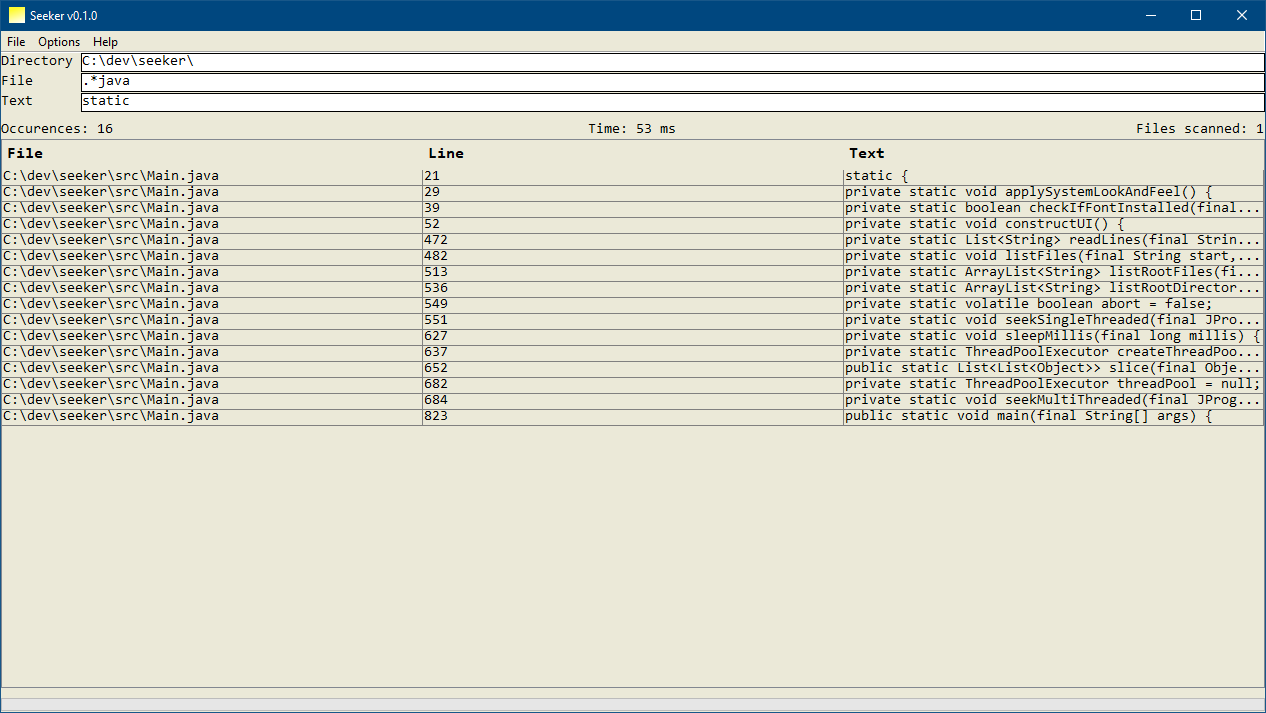 Seeker v0.1.0
File Options Help
Directory C:\dev\seeker\
File .*java
Text static
Occurences: 16 Time: 53 ms Files scanned: 1
File Line Text
C:\dev\seeker\src\Main.java 21 static {
C:\dev\seeker\src\Main.java 29 private static void applySystemLookAndFeel() {
C:\dev\seeker\src\Main.java 39 private static boolean checkIfFontInstalled(final...
C:\dev\seeker\src\Main.java 52 private static void constructUI() {
C:\dev\seeker\src\Main.java 472 private static List<String> readLines(final Strin...
C:\dev\seeker\src\Main.java 482 private static void listFiles(final String start,...
C:\dev\seeker\src\Main.java 513 private static ArrayList<String> listRootFiles(fi...
C:\dev\seeker\src\Main.java 536 private static ArrayList<String> listRootDirector...
C:\dev\seeker\src\Main.java 549 private static volatile boolean abort = false;
C:\dev\seeker\src\Main.java 551 private static void seekSingleThreaded(final JPro...
C:\dev\seeker\src\Main.java 627 private static void sleepMillis(final long millis) {
C:\dev\seeker\src\Main.java 637 private static ThreadPoolExecutor createThreadPoo...
C:\dev\seeker\src\Main.java 652 public static List<List<Object>> slice(final Obje...
C:\dev\seeker\src\Main.java 682 private static ThreadPoolExecutor threadPool = null;
C:\dev\seeker\src\Main.java 684 private static void seekMultiThreaded(final JProg...
C:\dev\seeker\src\Main.java 823 public static void main(final String[] args) {